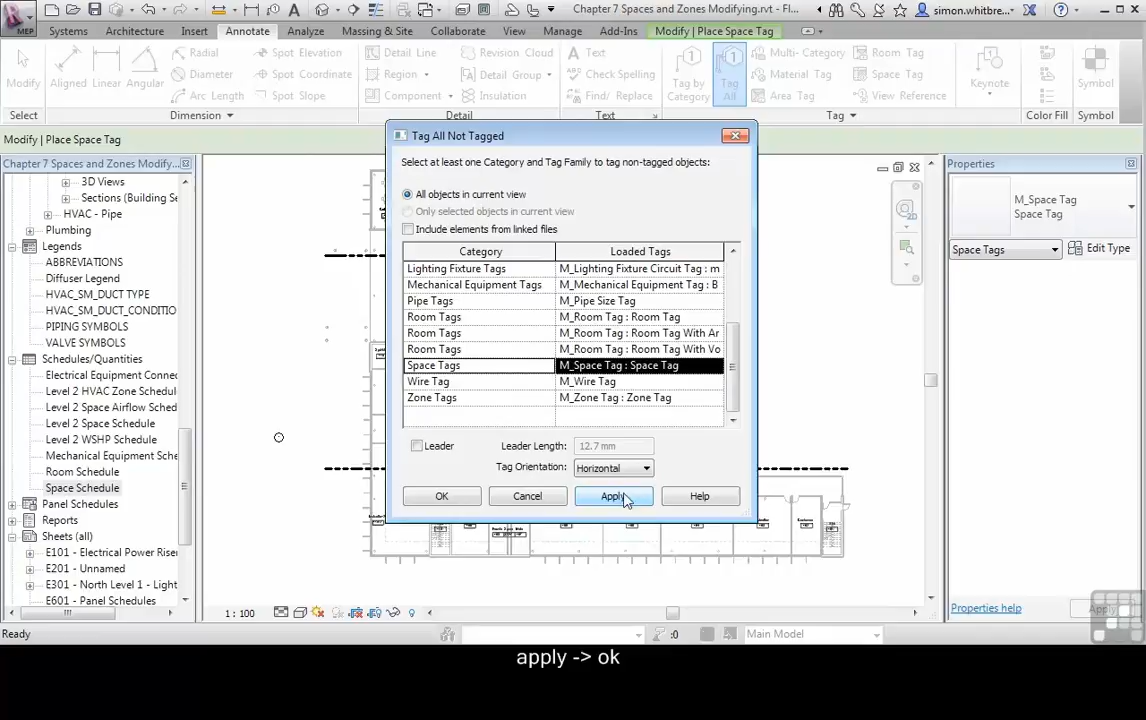 Chapter 7 Spaces and Zones Modifying.rvt - Fl...
simon.whitbre...
MEP
Systems Architecture Insert Annotate Analyze Massing & Site Collaborate View Manage Add-Ins Modify | Place Space Tag
Modify
Aligned Linear Angular
Radial
Diameter
Arc Length
Spot Elevation
Spot Coordinate
Spot Slope
Detail Line
Region
Component
Revision Cloud
Detail Group
Insulation
Text
Check Spelling
Find/ Replace
Tag by Category
Tag All
Multi- Category
Material Tag
Area Tag
Room Tag
Space Tag
View Reference
Keynote
Symbol
Select Dimension Detail Text Tag Color Fill Symbol
Modify | Place Space Tag
Chapter 7 Spaces and Zones Modify...
3D Views
Sections (Building Se
HVAC - Pipe
Plumbing
Legends
ABBREVIATIONS
Diffuser Legend
HVAC_SM_DUCT TYPE
HVAC_SM_DUCT_CONDITIO
PIPING SYMBOLS
VALVE SYMBOLS
Schedules/Quantities
Electrical Equipment Connec
Level 2 HVAC Zone Schedule
Level 2 Space Airflow Sched
Level 2 Space Schedule
Level 2 WSHP Schedule
Mechanical Equipment Sche
Room Schedule
Space Schedule
Panel Schedules
Reports
Sheets (all)
E101 - Electrical Power Riser
E201 - Unnamed
E301 - North Level 1 - Light
E601 - Panel Schedules
Tag All Not Tagged
Select at least one Category and Tag Family to tag non-tagged objects:
All objects in current view
Only selected objects in current view
Include elements from linked files
Category Loaded Tags
Lighting Fixture Tags M_Lighting Fixture Circuit Tag : m
Mechanical Equipment Tags M_Mechanical Equipment Tag : B
Pipe Tags M_Pipe Size Tag
Room Tags M_Room Tag : Room Tag
Room Tags M_Room Tag : Room Tag With Ar
Room Tags M_Room Tag : Room Tag With Vo
Space Tags M_Space Tag : Space Tag
Wire Tag M_Wire Tag
Zone Tags M_Zone Tag : Zone Tag
Leader Leader Length: 12.7 mm
Tag Orientation: Horizontal
OK Cancel Apply Help
Properties
M_Space Tag
Space Tag
Space Tags Edit Type
Properties help Apply
1 : 100
Ready :0 Main Model
apply -> ok